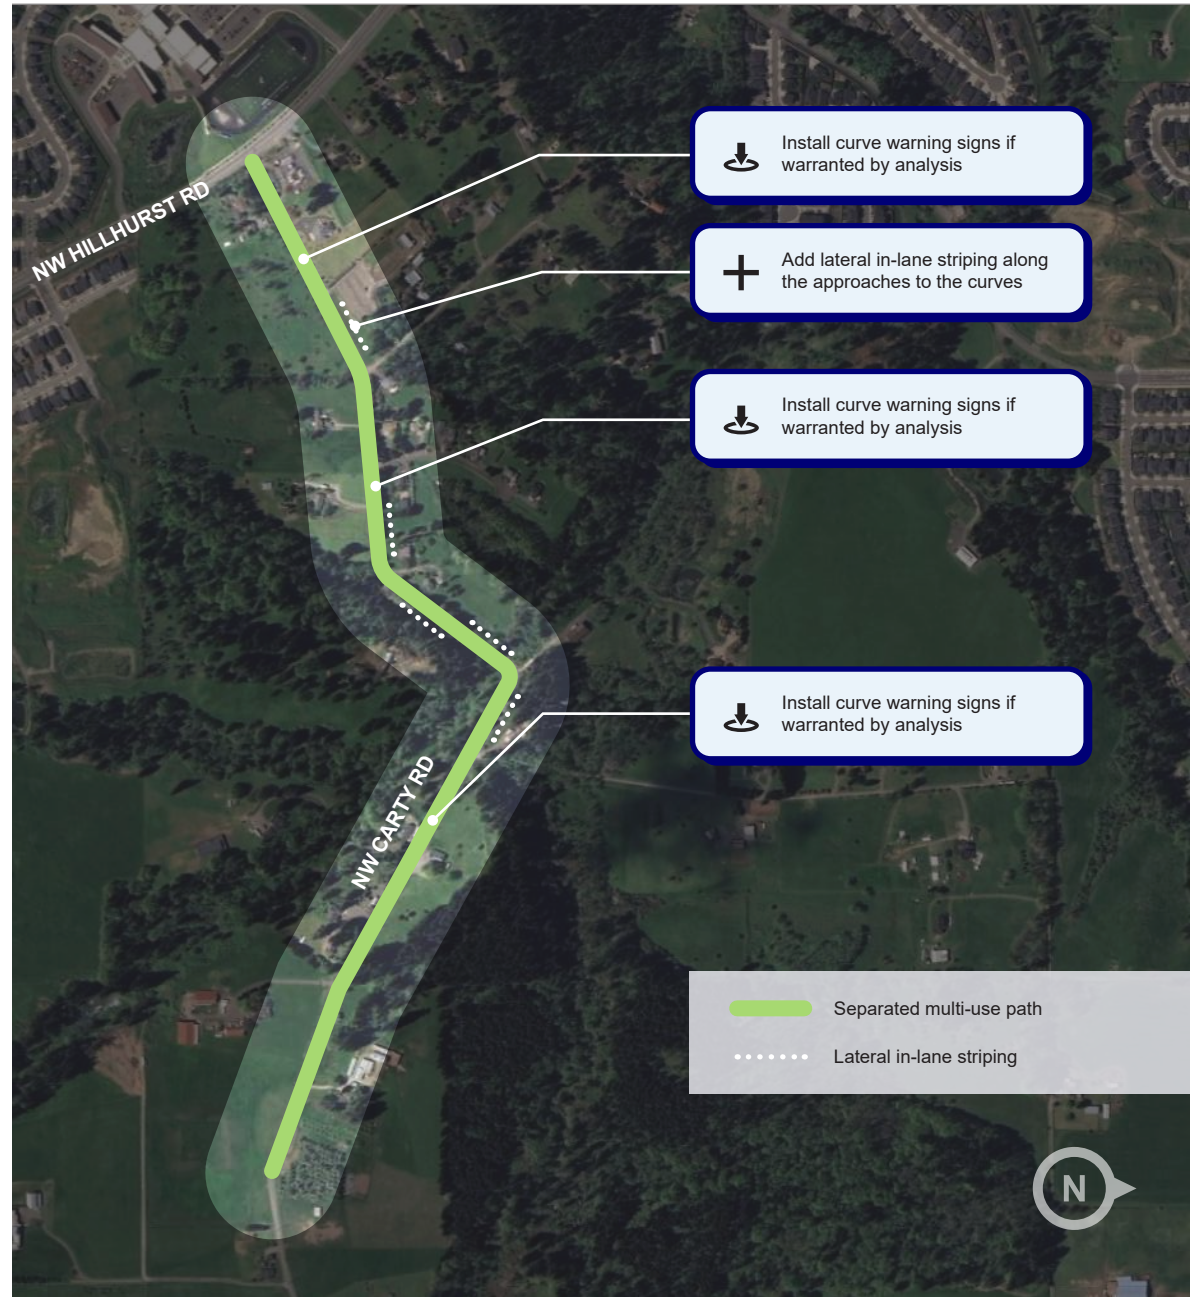 Install curve warning signs if
warranted by analysis
NW HILLHURST RD
Add lateral in-lane striping along
the approaches to the curves
Install curve warning signs if
warranted by analysis
Install curve warning signs if
warranted by analysis
NW CARTY RD
Separated multi-use path
Lateral in-lane striping
N